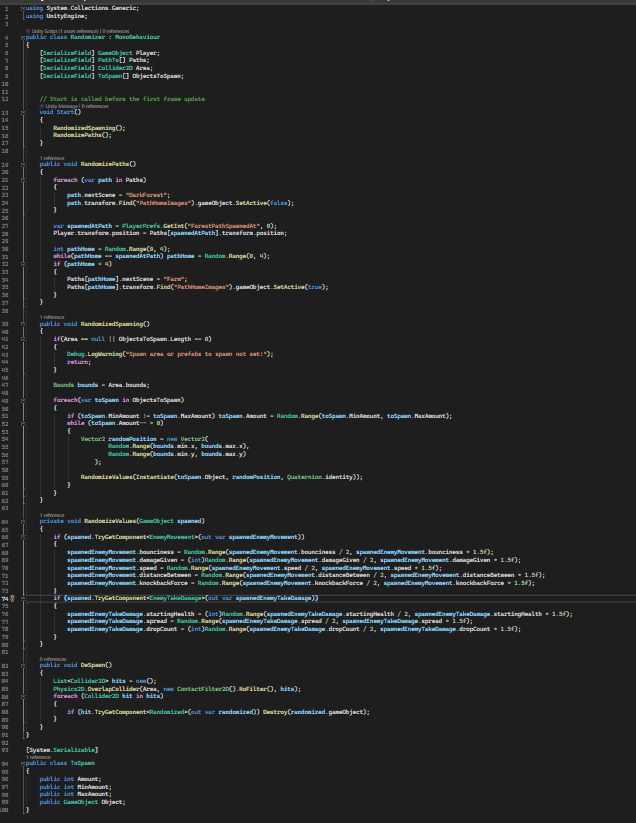 using System.Collections.Generic;
using UnityEngine;
Unity Script (1 asset reference) | 0 references
public class Randomizer : MonoBehaviour
{
[SerializeField] GameObject Player;
[SerializeField] PathTo[] Paths;
[SerializeField] Collider2D Area;
[SerializeField] ToSpawn[] ObjectsToSpawn;
// Start is called before the first frame update
Unity Message | 0 references
void Start()
{
RandomizedSpawning();
RandomizePaths();
}
1 reference
public void RandomizePaths()
{
foreach (var path in Paths)
{
path.nextScene = "DarkForest";
path.transform.Find("PathHomeImages").gameObject.SetActive(false);
}
var spawnedAtPath = PlayerPrefs.GetInt("ForestPathSpawnedAt", 0);
Player.transform.position = Paths[spawnedAtPath].transform.position;
int pathHome = Random.Range(0, 4);
while(pathHome == spawnedAtPath) pathHome = Random.Range(0, 4);
if (pathHome < 4)
{
Paths[pathHome].nextScene = "Farm";
Paths[pathHome].transform.Find("PathHomeImages").gameObject.SetActive(true);
}
}
1 reference
public void RandomizedSpawning()
{
if(Area == null || ObjectsToSpawn.Length == 0)
{
Debug.LogWarning("Spawn area or prefabs to spawn not set!");
return;
}
Bounds bounds = Area.bounds;
foreach(var toSpawn in ObjectsToSpawn)
{
if (toSpawn.MinAmount != toSpawn.MaxAmount) toSpawn.Amount = Random.Range(toSpawn.MinAmount, toSpawn.MaxAmount);
while (toSpawn.Amount-- > 0)
{
Vector2 randomPosition = new Vector2(
Random.Range(bounds.min.x, bounds.max.x),
Random.Range(bounds.min.y, bounds.max.y)
);
RandomizeValues(Instantiate(toSpawn.Object, randomPosition, Quaternion.identity));
}
}
}
1 reference
private void RandomizeValues(GameObject spawned)
{
if (spawned.TryGetComponent<EnemyMovement>(out var spawnedEnemyMovement))
{
spawnedEnemyMovement.bounciness = Random.Range(spawnedEnemyMovement.bounciness / 2, spawnedEnemyMovement.bounciness * 1.5f);
spawnedEnemyMovement.damageGiven = (int)Random.Range(spawnedEnemyMovement.damageGiven / 2, spawnedEnemyMovement.damageGiven * 1.5f);
spawnedEnemyMovement.speed = Random.Range(spawnedEnemyMovement.speed / 2, spawnedEnemyMovement.speed * 1.5f);
spawnedEnemyMovement.distanceBetween = Random.Range(spawnedEnemyMovement.distanceBetween / 2, spawnedEnemyMovement.distanceBetween * 1.5f);
spawnedEnemyMovement.knockbackForce = Random.Range(spawnedEnemyMovement.knockbackForce / 2, spawnedEnemyMovement.knockbackForce * 1.5f);
}
if (spawned.TryGetComponent<EnemyTakeDamage>(out var spawnedEnemyTakeDamage))
{
spawnedEnemyTakeDamage.startingHealth = (int)Random.Range(spawnedEnemyTakeDamage.startingHealth / 2, spawnedEnemyTakeDamage.startingHealth * 1.5f);
spawnedEnemyTakeDamage.spread = Random.Range(spawnedEnemyTakeDamage.spread / 2, spawnedEnemyTakeDamage.spread * 1.5f);
spawnedEnemyTakeDamage.dropCount = (int)Random.Range(spawnedEnemyTakeDamage.dropCount / 2, spawnedEnemyTakeDamage.dropCount * 1.5f);
}
}
0 references
public void DeSpawn()
{
List<Collider2D> hits = new();
Physics2D.OverlapCollider(Area, new ContactFilter2D().NoFilter(), hits);
foreach (Collider2D hit in hits)
{
if (hit.TryGetComponent<Randomized>(out var randomized)) Destroy(randomized.gameObject);
}
}
}
[System.Serializable]
1 reference
public class ToSpawn
{
public int Amount;
public int MinAmount;
public int MaxAmount;
public GameObject Object;
}